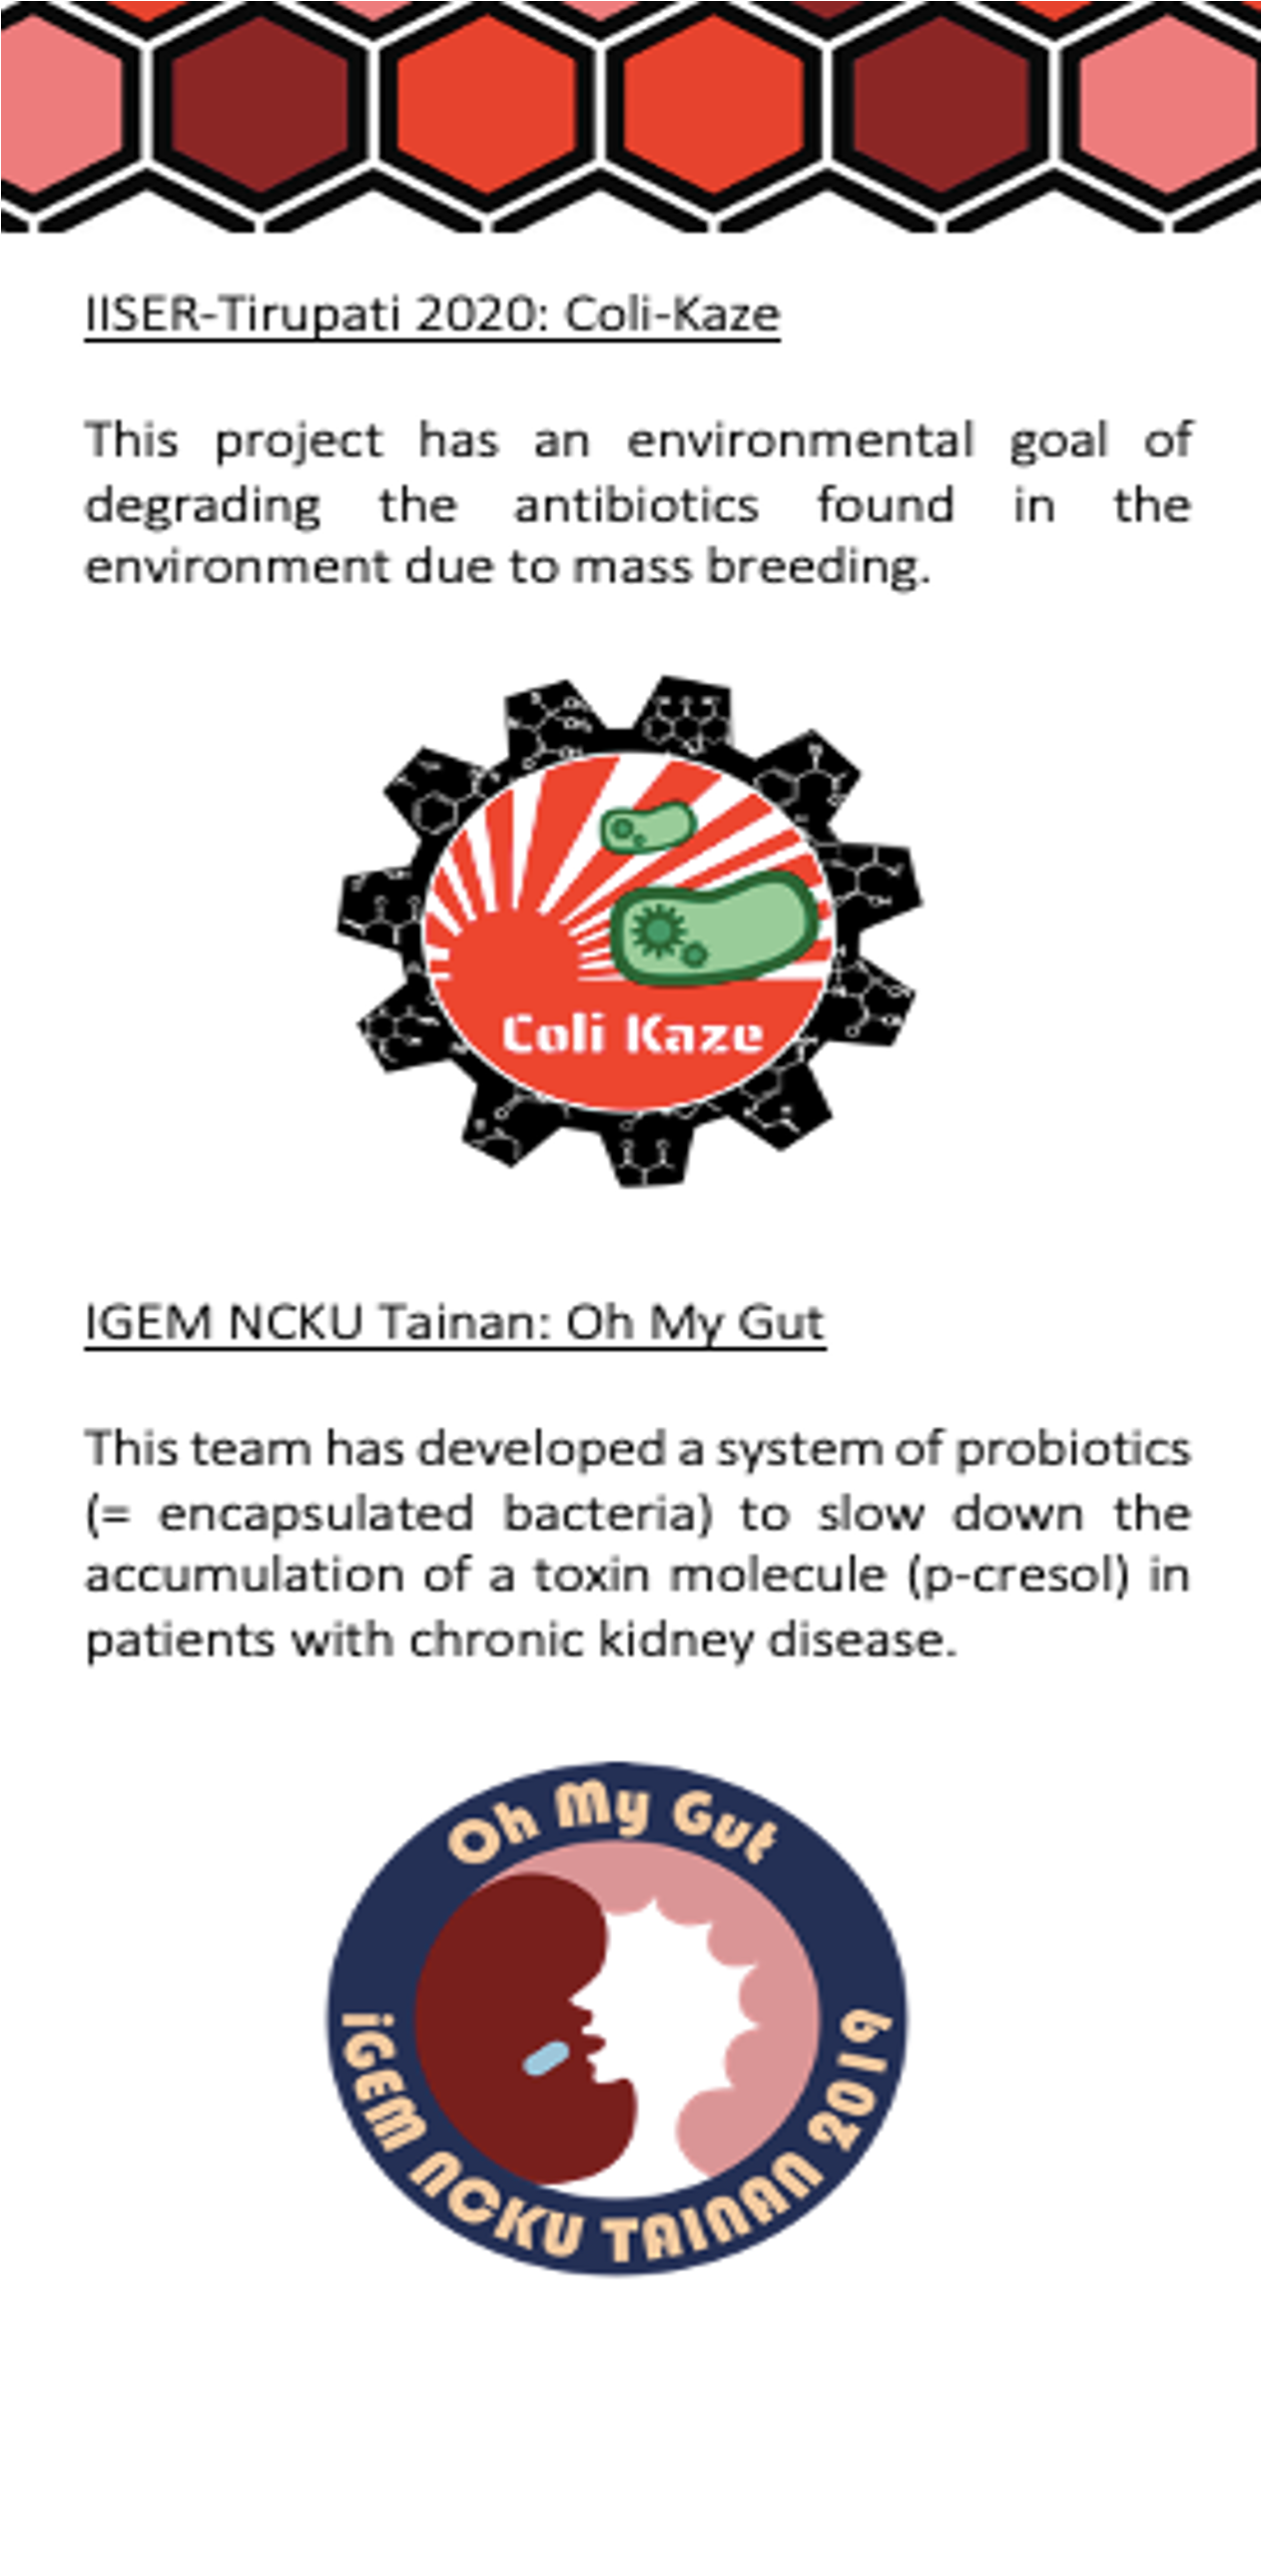 IISER-Tirupati 2020: Coli-Kaze
This project has an environmental goal of
degrading the antibiotics found in the
environment due to mass breeding.
Coli Kaze
IGEM NCKU Tainan: Oh My Gut
This team has developed a system of probiotics
(= encapsulated bacteria) to slow down the
accumulation of a toxin molecule (p-cresol) in
patients with chronic kidney disease.
Oh My Gut
iGEM NCKU TAINAN 2019